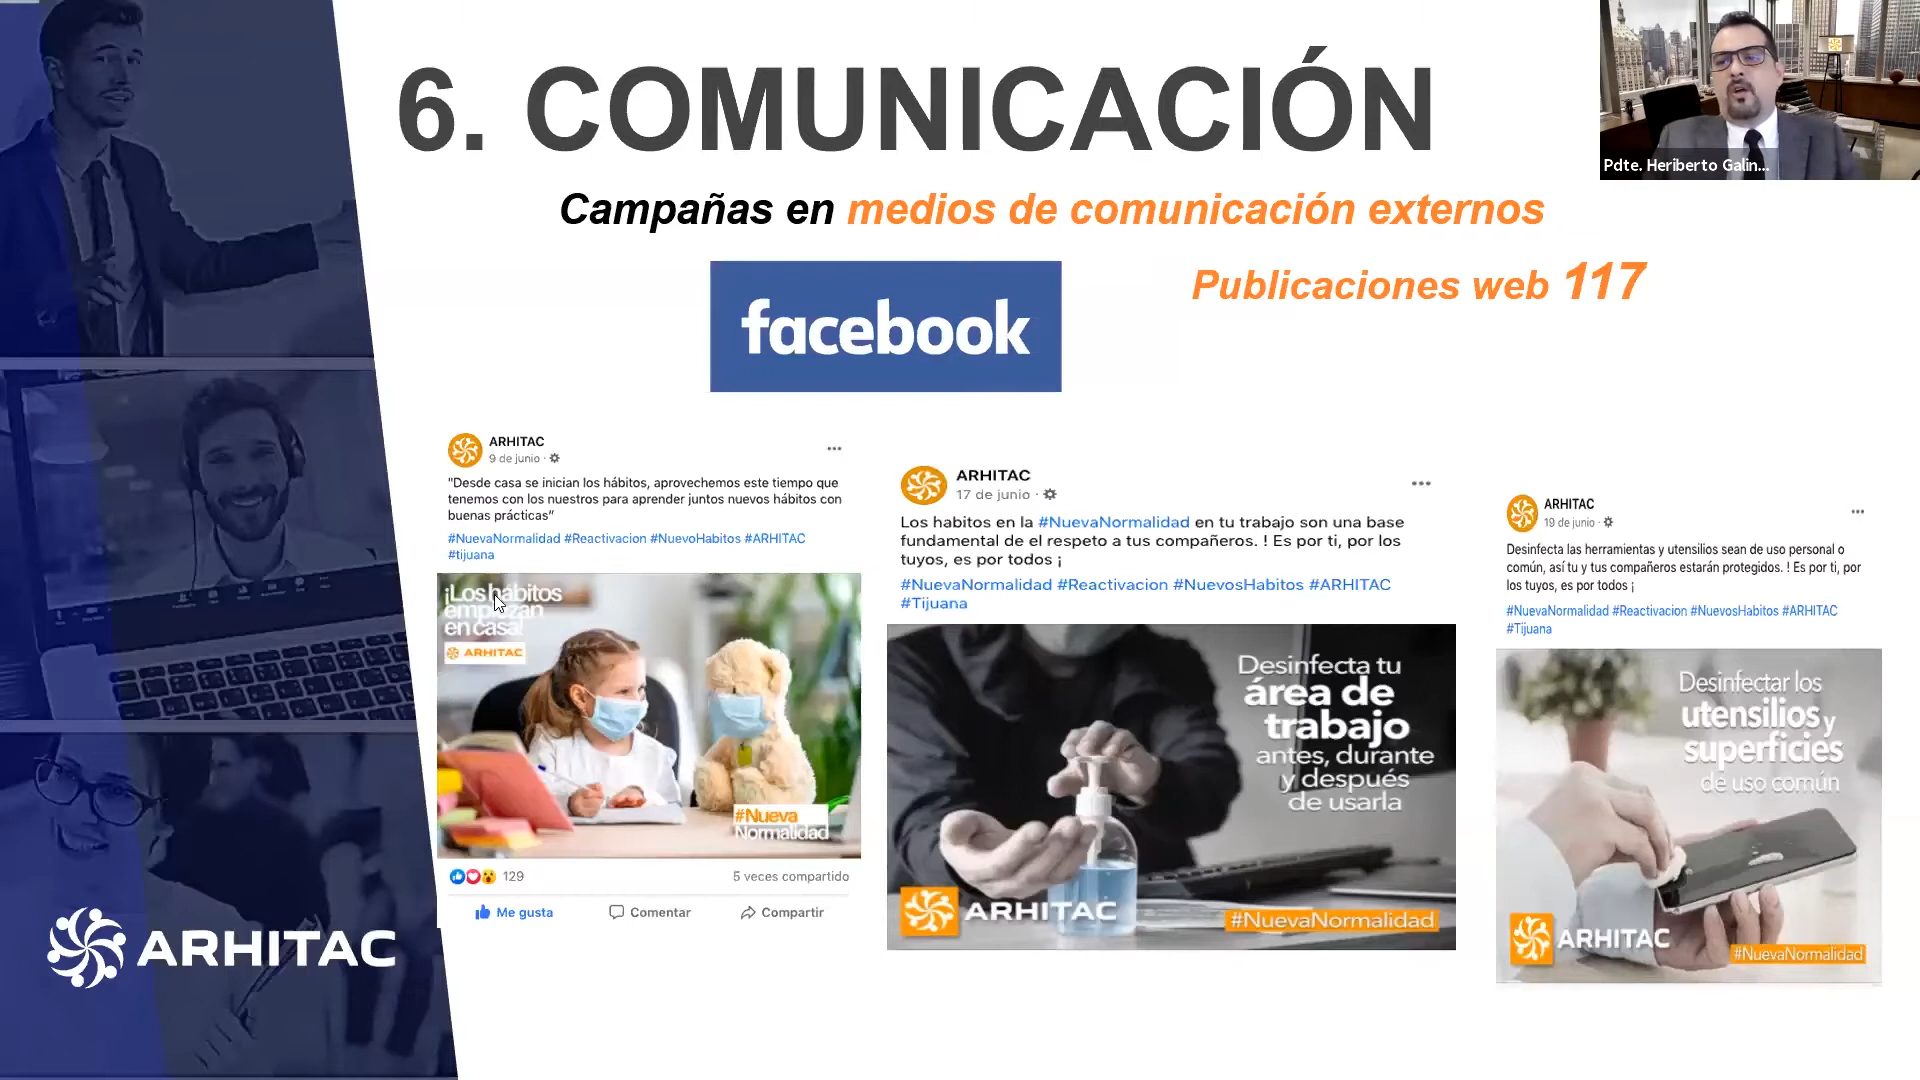 6. COMUNICACIÓN
Campañas en medios de comunicación externos
Publicaciones web 117
facebook
Pdte. Heriberto Galin...
ARHITAC
9 de junio ·
"Desde casa se inician los hábitos, aprovechemos este tiempo que
tenemos con los nuestros para aprender juntos nuevos hábitos con
buenas prácticas”
#NuevaNormalidad #Reactivacion #NuevoHabitos #ARHITAC
#tijuana
¡Los hábitos
empiezan
en casa!
ARHITAC
#Nueva
Normalidad
129
5 veces compartido
Me gusta
Comentar
Compartir
ARHITAC
17 de junio ·
Los habitos en la #NuevaNormalidad en tu trabajo son una base
fundamental de el respeto a tus compañeros. ! Es por ti, por los
tuyos, es por todos ¡
#NuevaNormalidad #Reactivacion #NuevosHabitos #ARHITAC
#Tijuana
Desinfecta tu
área de
trabajo
antes, durante
y después
de usarla
ARHITAC
#NuevaNormalidad
ARHITAC
19 de junio ·
Desinfecta las herramientas y utensilios sean de uso personal o
común, así tu y tus compañeros estarán protegidos. ! Es por ti, por
los tuyos, es por todos ¡
#NuevaNormalidad #Reactivacion #NuevosHabitos #ARHITAC
#Tijuana
Desinfectar los
utensilios y
superficies
de uso común
ARHITAC
#NuevaNormalidad
ARHITAC